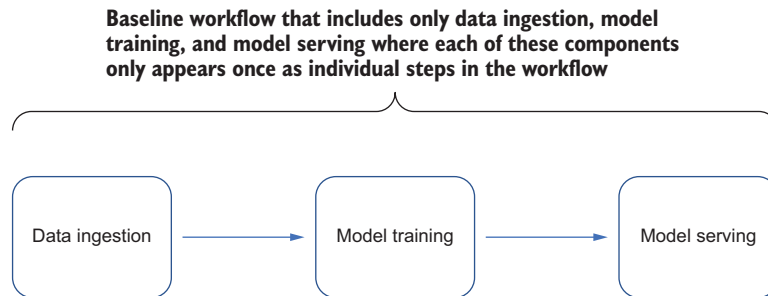 Baseline workflow that includes only data ingestion, model
training, and model serving where each of these components
only appears once as individual steps in the workflow
Data ingestion
Model training
Model serving